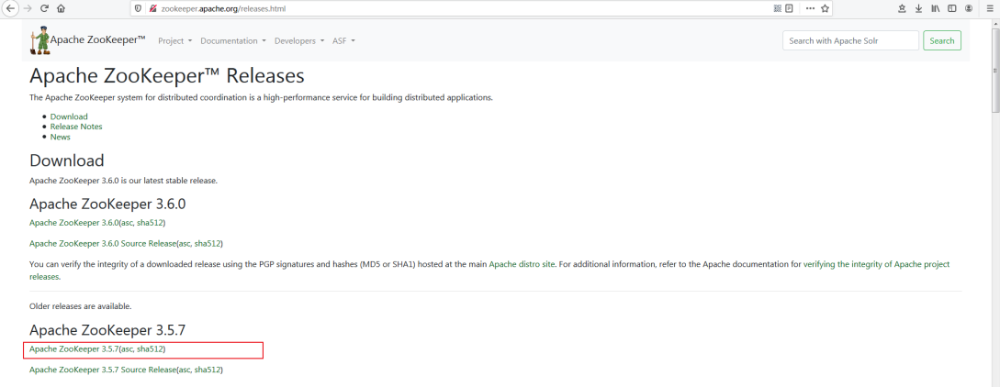 zookeeper.apache.org/releases.html
Apache ZooKeeper™ Project Documentation Developers ASF Search with Apache Solr Search
Apache ZooKeeper™ Releases
The Apache ZooKeeper system for distributed coordination is a high-performance service for building distributed applications.
Download
Release Notes
News
Download
Apache ZooKeeper 3.6.0 is our latest stable release.
Apache ZooKeeper 3.6.0
Apache ZooKeeper 3.6.0(asc, sha512)
Apache ZooKeeper 3.6.0 Source Release(asc, sha512)
You can verify the integrity of a downloaded release using the PGP signatures and hashes (MD5 or SHA1) hosted at the main Apache distro site. For additional information, refer to the Apache documentation for verifying the integrity of Apache project
releases.
Older releases are available.
Apache ZooKeeper 3.5.7
Apache ZooKeeper 3.5.7(asc, sha512)
Apache ZooKeeper 3.5.7 Source Release(asc, sha512)